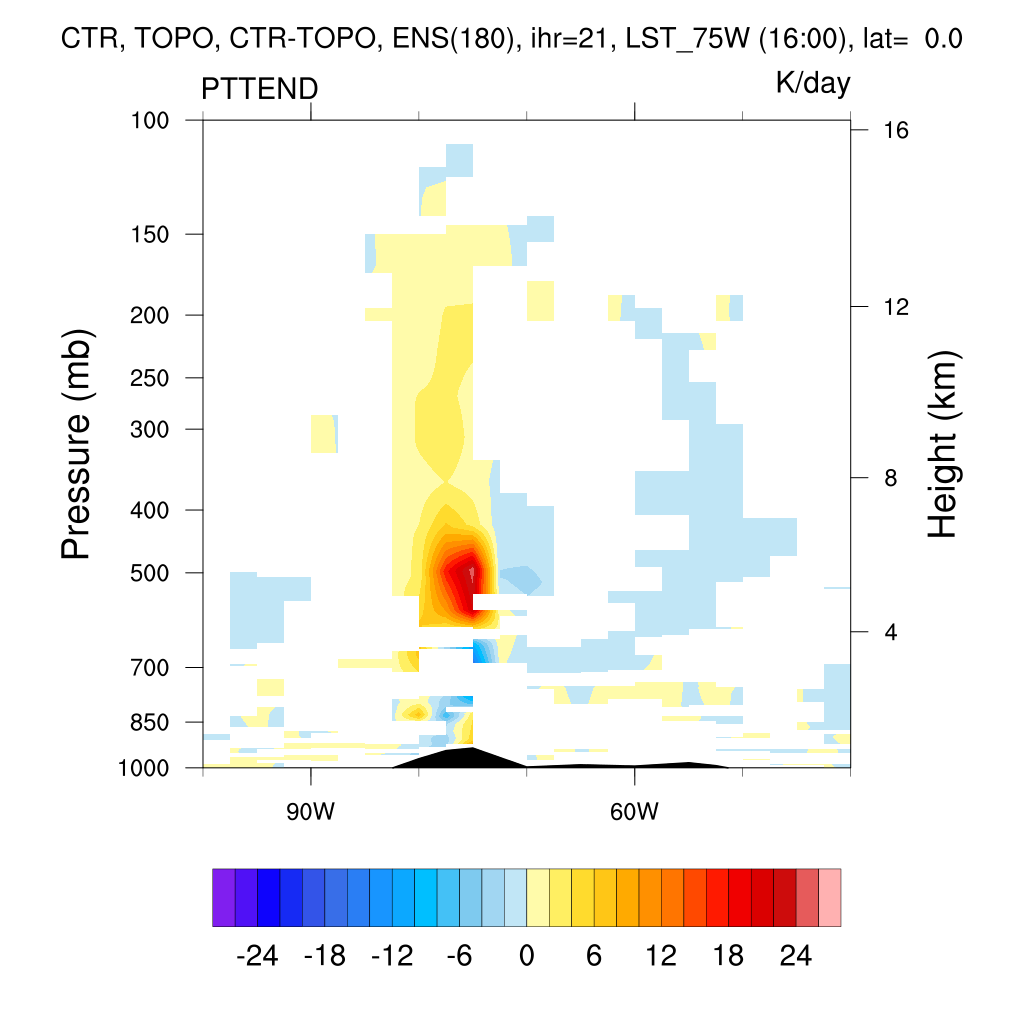 CTR, TOPO, CTR-TOPO, ENS(180), ihr=21, LST_75W (16:00), lat=  0.0
PTTEND K/day
100
150
200
250
300
400
500
700
850
1000
Pressure (mb)
16
12
8
4
Height (km)
90W 60W
-24 -18 -12 -6 0 6 12 18 24